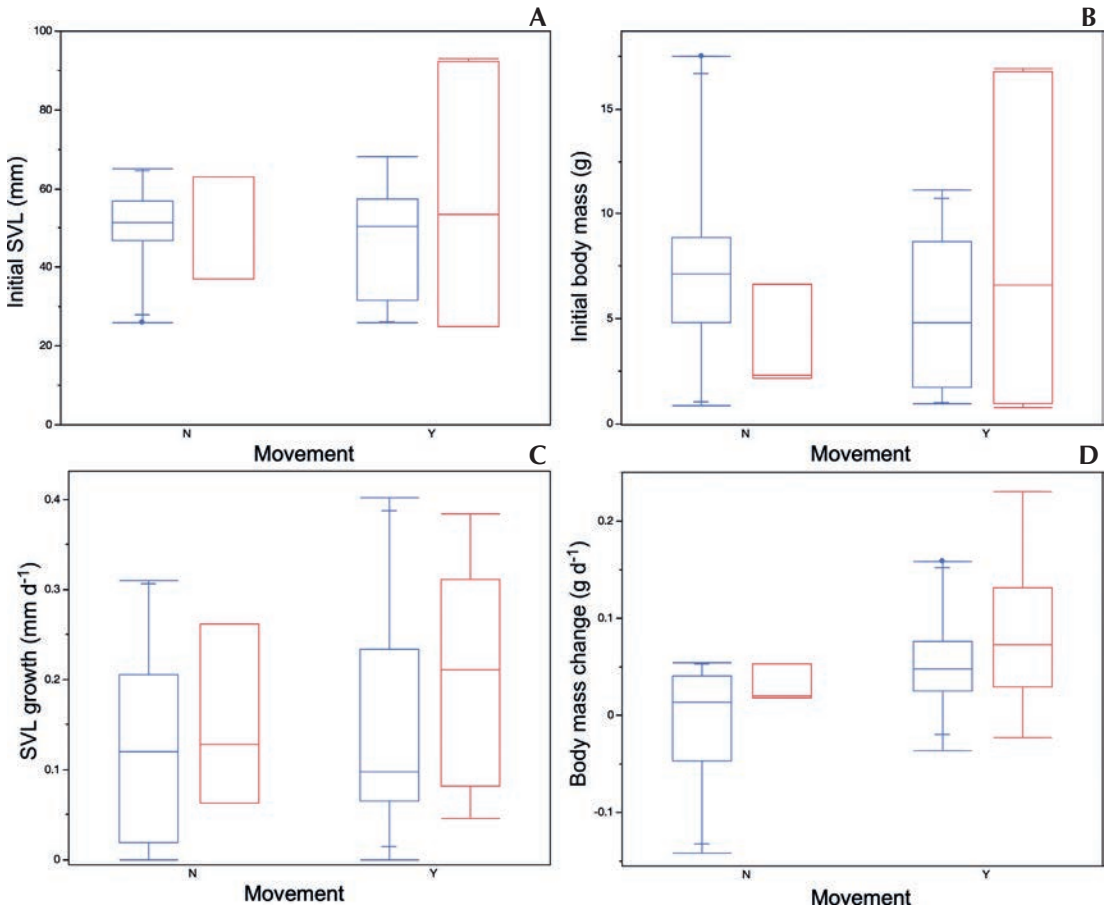 A
Initial SVL (mm)
100
80
60
40
20
0
N
Y
Movement
B
Initial body mass (g)
15
10
5
0
N
Y
Movement
C
SVL growth (mm d⁻¹)
0.4
0.3
0.2
0.1
0
N
Y
Movement
D
Body mass change (g d⁻¹)
0.2
0.1
0
-0.1
N
Y
Movement